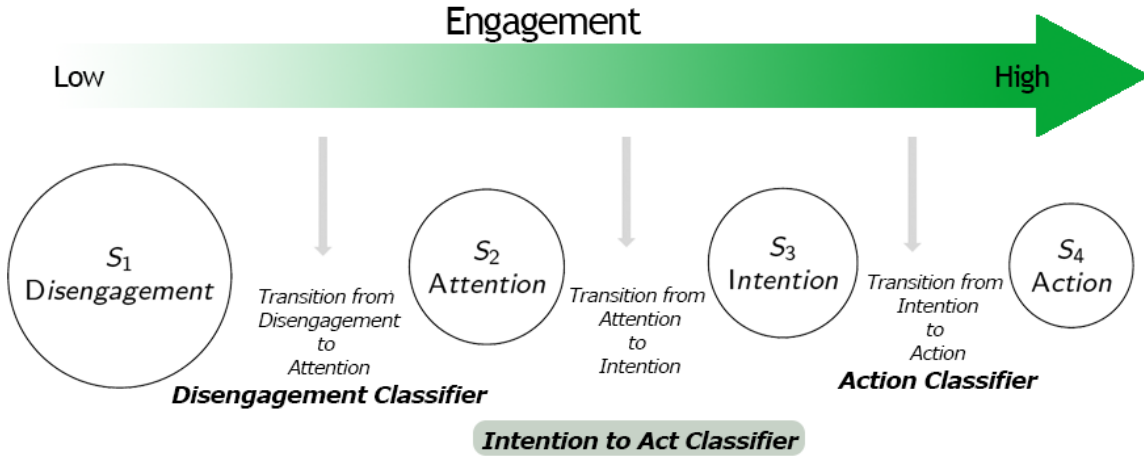 Engagement
Low
High
S₁
Disengagement
Transition from
Disengagement
to
Attention
Disengagement Classifier
S₂
Attention
Transition from
Attention
to
Intention
Intention to Act Classifier
S₃
Intention
Transition from
Intention
to
Action
Action Classifier
S₄
Action